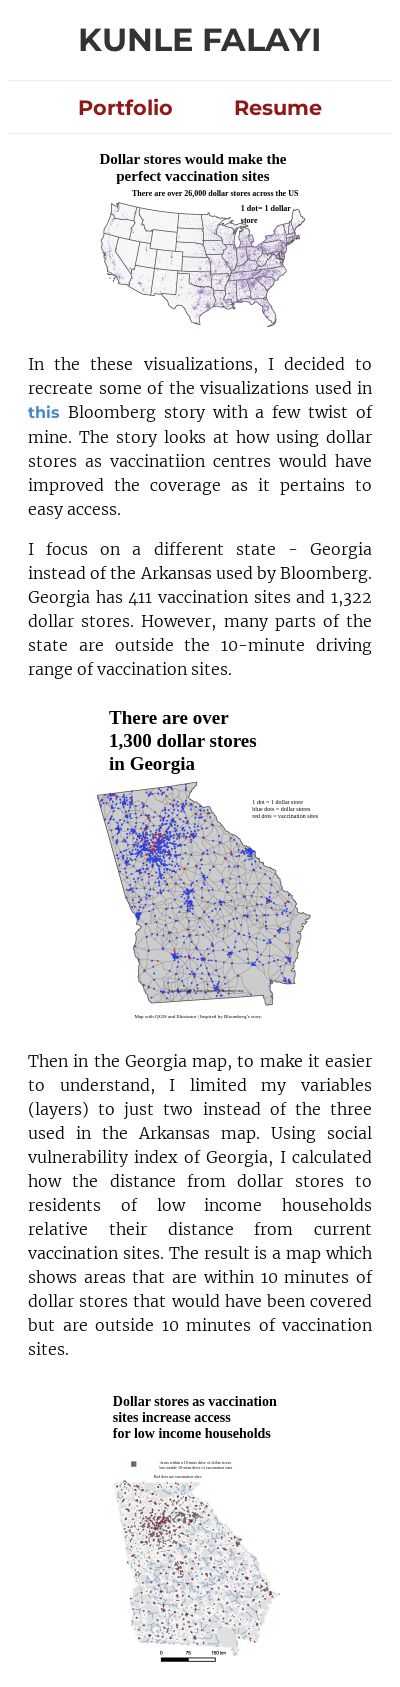 KUNLE FALAYI
Portfolio Resume
Dollar stores would make the
perfect vaccination sites
There are over 26,000 dollar stores across the US
1 dot= 1 dollar
store
In the these visualizations, I decided to
recreate some of the visualizations used in
this Bloomberg story with a few twist of
mine. The story looks at how using dollar
stores as vaccinatiion centres would have
improved the coverage as it pertains to
easy access.
I focus on a different state - Georgia
instead of the Arkansas used by Bloomberg.
Georgia has 411 vaccination sites and 1,322
dollar stores. However, many parts of the
state are outside the 10-minute driving
range of vaccination sites.
There are over
1,300 dollar stores
in Georgia
1 dot = 1 dollar store
blue dots = dollar stores
red dots = vaccination sites
Map with QGIS and Illustrator | Inspired by Bloomberg's story.
Then in the Georgia map, to make it easier
to understand, I limited my variables
(layers) to just two instead of the three
used in the Arkansas map. Using social
vulnerability index of Georgia, I calculated
how the distance from dollar stores to
residents of low income households
relative their distance from current
vaccination sites. The result is a map which
shows areas that are within 10 minutes of
dollar stores that would have been covered
but are outside 10 minutes of vaccination
sites.
Dollar stores as vaccination
sites increase access
for low income households
Areas within a 10-mins drive of dollar stores
but outside 10-min drive of vaccination sites
Red dots are vaccination sites
0 75 150 km